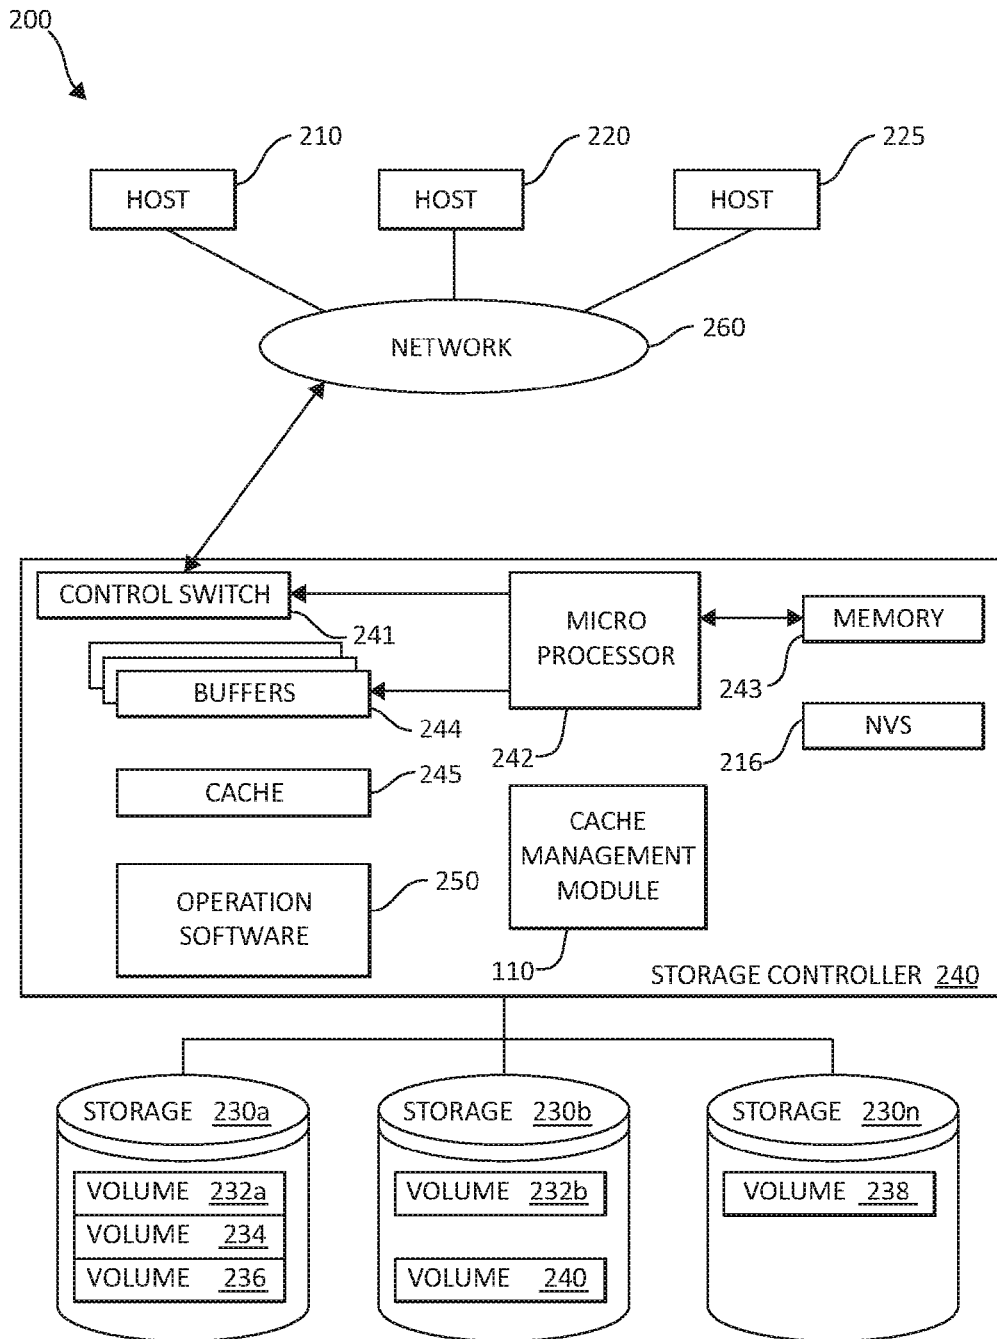 200
210
220
225
HOST
HOST
HOST
NETWORK
260
CONTROL SWITCH
241
MICRO
PROCESSOR
242
MEMORY
243
BUFFERS
244
NVS
216
CACHE
245
CACHE
MANAGEMENT
MODULE
110
OPERATION
SOFTWARE
250
STORAGE CONTROLLER 240
STORAGE 230a
STORAGE 230b
STORAGE 230n
VOLUME 232a
VOLUME 234
VOLUME 236
VOLUME 232b
VOLUME 240
VOLUME 238